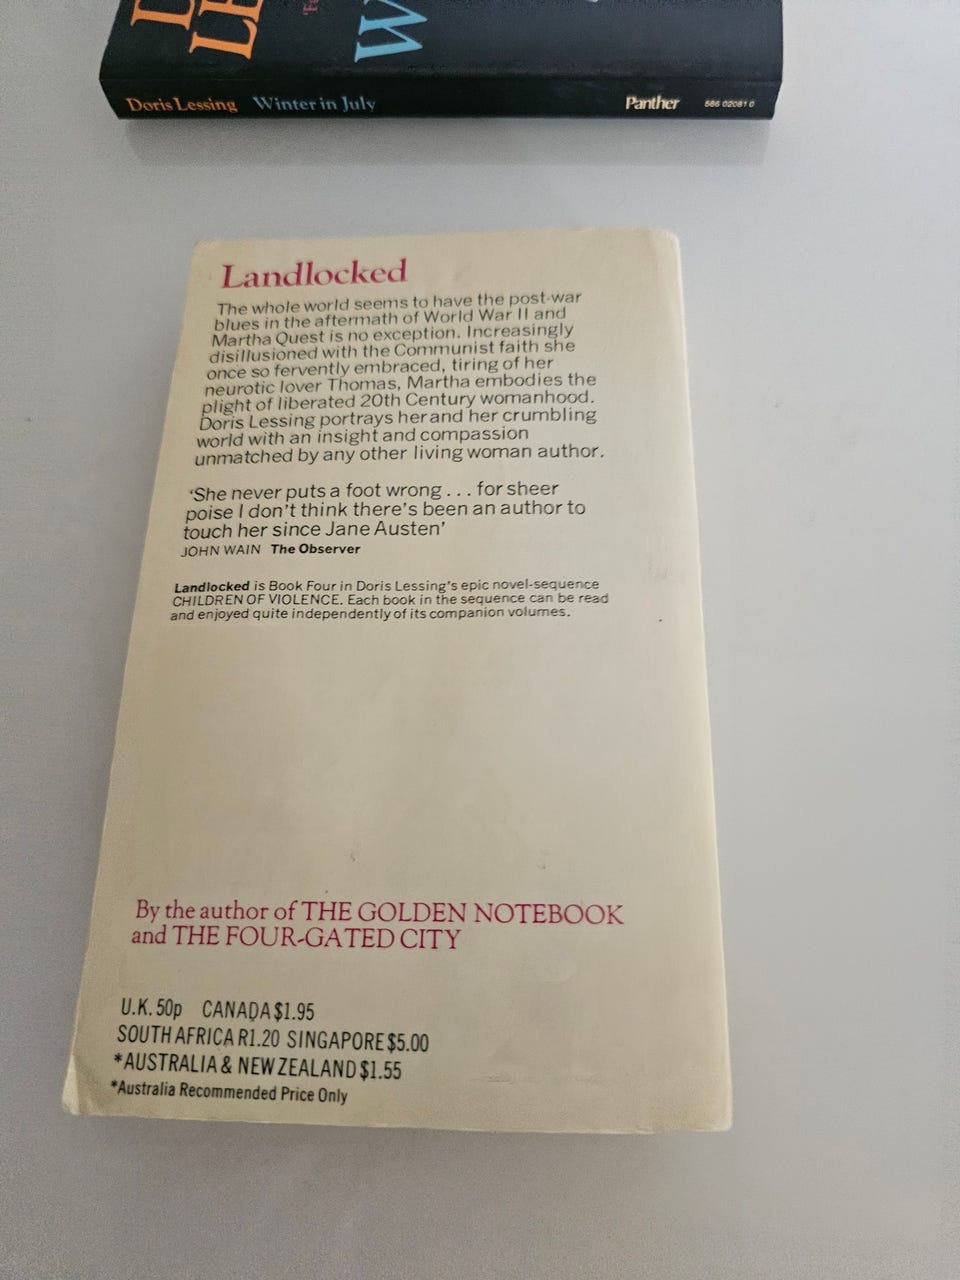 LE
W
Doris Lessing Winter in July Panther 586 02081 0
Landlocked
The whole world seems to have the post-war
blues in the aftermath of World War II and
Martha Quest is no exception. Increasingly
disillusioned with the Communist faith she
once so fervently embraced, tiring of her
neurotic lover Thomas, Martha embodies the
plight of liberated 20th Century womanhood.
Doris Lessing portrays her and her crumbling
world with an insight and compassion
unmatched by any other living woman author.
'She never puts a foot wrong . . . for sheer
poise I don't think there's been an author to
touch her since Jane Austen'
JOHN WAIN The Observer
Landlocked is Book Four in Doris Lessing's epic novel-sequence
CHILDREN OF VIOLENCE. Each book in the sequence can be read
and enjoyed quite independently of its companion volumes.
By the author of THE GOLDEN NOTEBOOK
and THE FOUR-GATED CITY
U.K. 50p CANADA $1.95
SOUTH AFRICA R1.20 SINGAPORE $5.00
*AUSTRALIA & NEW ZEALAND $1.55
*Australia Recommended Price Only